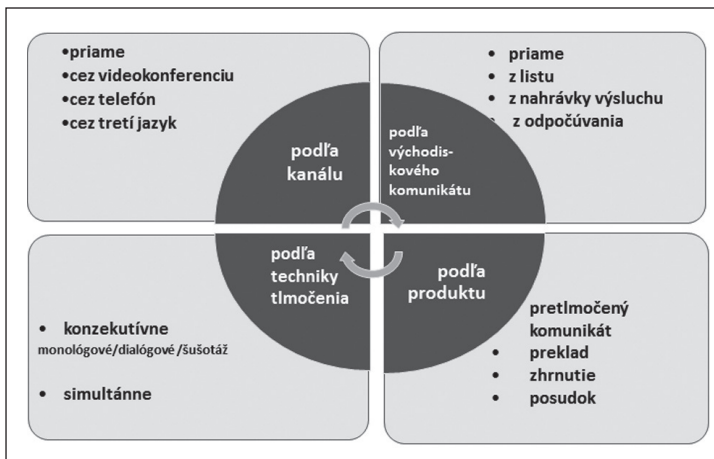 •priame
•cez videokonferenciu
•cez telefón
•cez tretí jazyk
podľa
kanálu
• priame
• z listu
• z nahrávky výsluchu
• z odpočúvania
podľa
východis-
kového
komunikátu
podľa
techniky
tlmočenia
• konzekutívne
monológové/dialógové/šušotáž
• simultánne
podľa
produktu
pretlmočený
komunikát
• preklad
• zhrnutie
• posudok